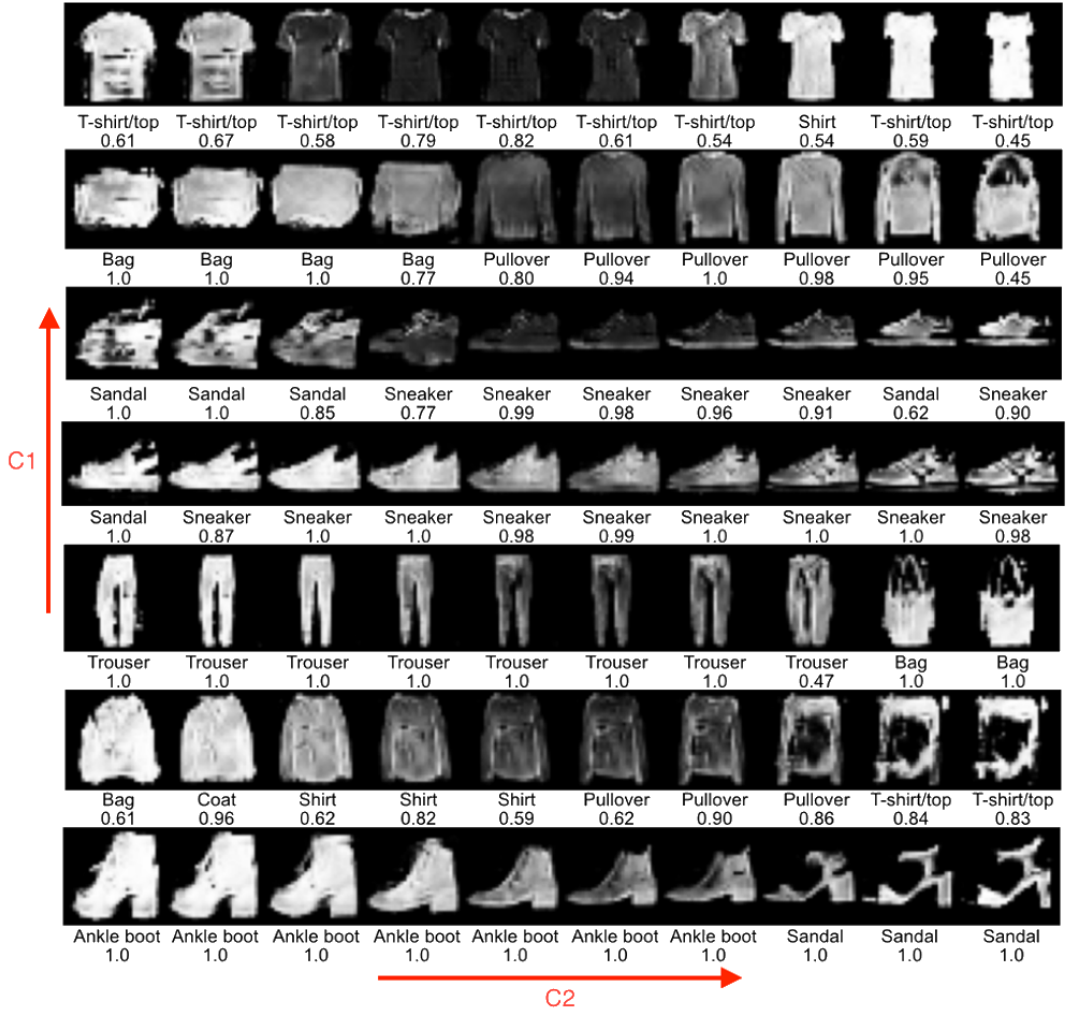 T-shirt/top T-shirt/top T-shirt/top T-shirt/top T-shirt/top T-shirt/top T-shirt/top Shirt T-shirt/top T-shirt/top
0.61 0.67 0.58 0.79 0.82 0.61 0.54 0.54 0.59 0.45
Bag Bag Bag Bag Pullover Pullover Pullover Pullover Pullover Pullover
1.0 1.0 1.0 0.77 0.80 0.94 1.0 0.98 0.95 0.45
Sandal Sandal Sandal Sneaker Sneaker Sneaker Sneaker Sneaker Sandal Sneaker
1.0 1.0 0.85 0.77 0.99 0.98 0.96 0.91 0.62 0.90
C1
Sandal Sneaker Sneaker Sneaker Sneaker Sneaker Sneaker Sneaker Sneaker Sneaker
1.0 0.87 1.0 1.0 0.98 0.99 1.0 1.0 1.0 0.98
Trouser Trouser Trouser Trouser Trouser Trouser Trouser Trouser Bag Bag
1.0 1.0 1.0 1.0 1.0 1.0 1.0 0.47 1.0 1.0
Bag Coat Shirt Shirt Shirt Pullover Pullover Pullover T-shirt/top T-shirt/top
0.61 0.96 0.62 0.82 0.59 0.62 0.90 0.86 0.84 0.83
Ankle boot Ankle boot Ankle boot Ankle boot Ankle boot Ankle boot Ankle boot Sandal Sandal Sandal
1.0 1.0 1.0 1.0 1.0 1.0 1.0 1.0 1.0 1.0
C2